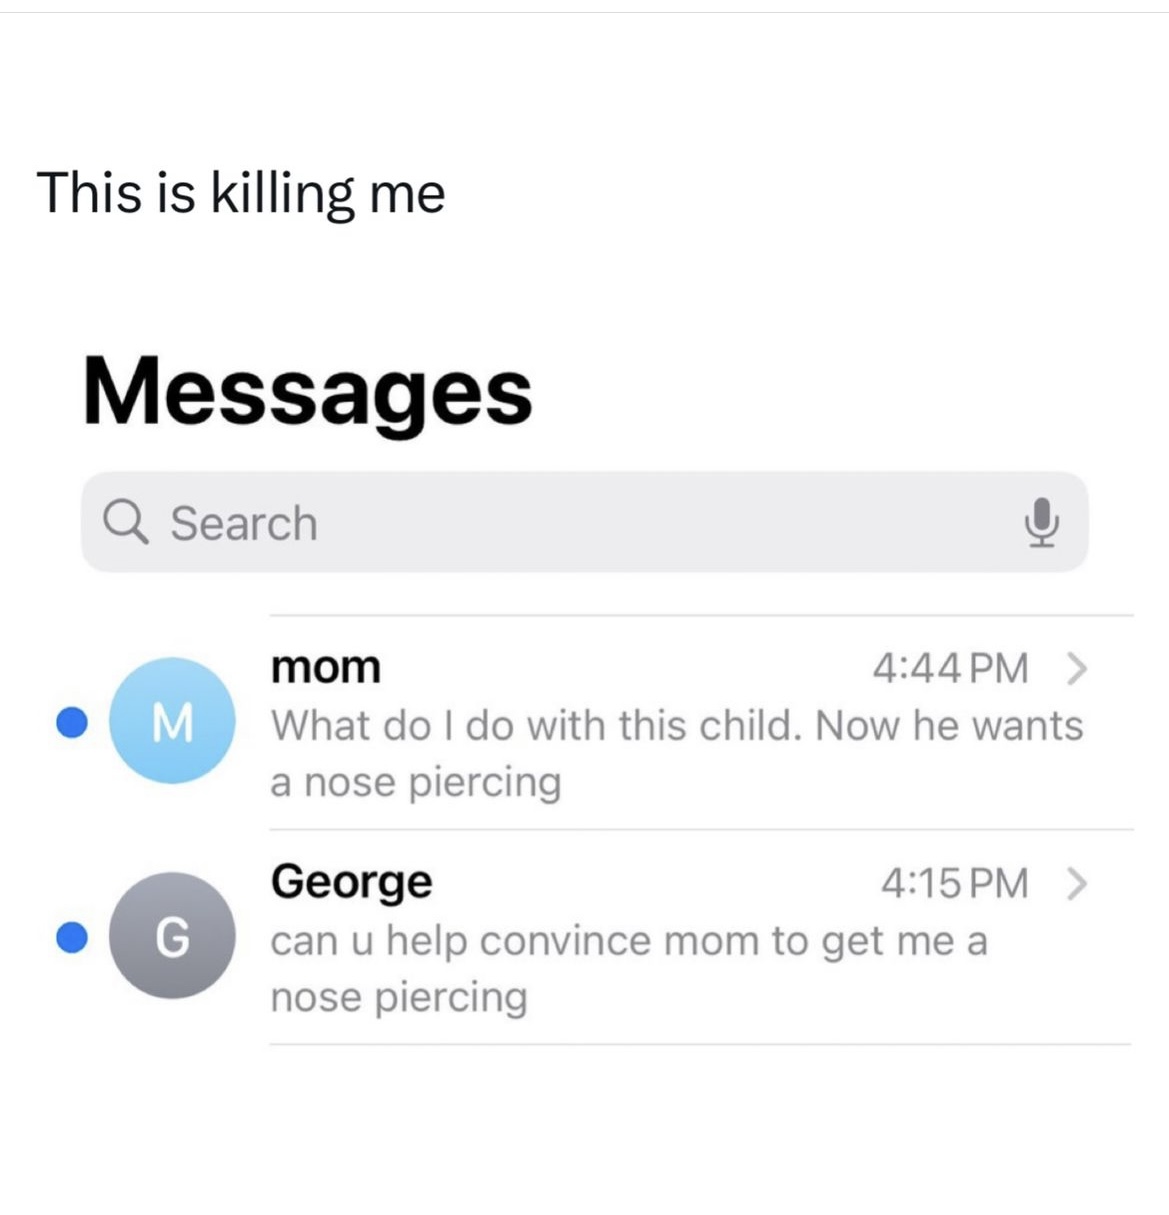 This is killing me
Messages
Search
mom 4:44 PM
M
What do I do with this child. Now he wants
a nose piercing
George 4:15 PM
G
can u help convince mom to get me a
nose piercing